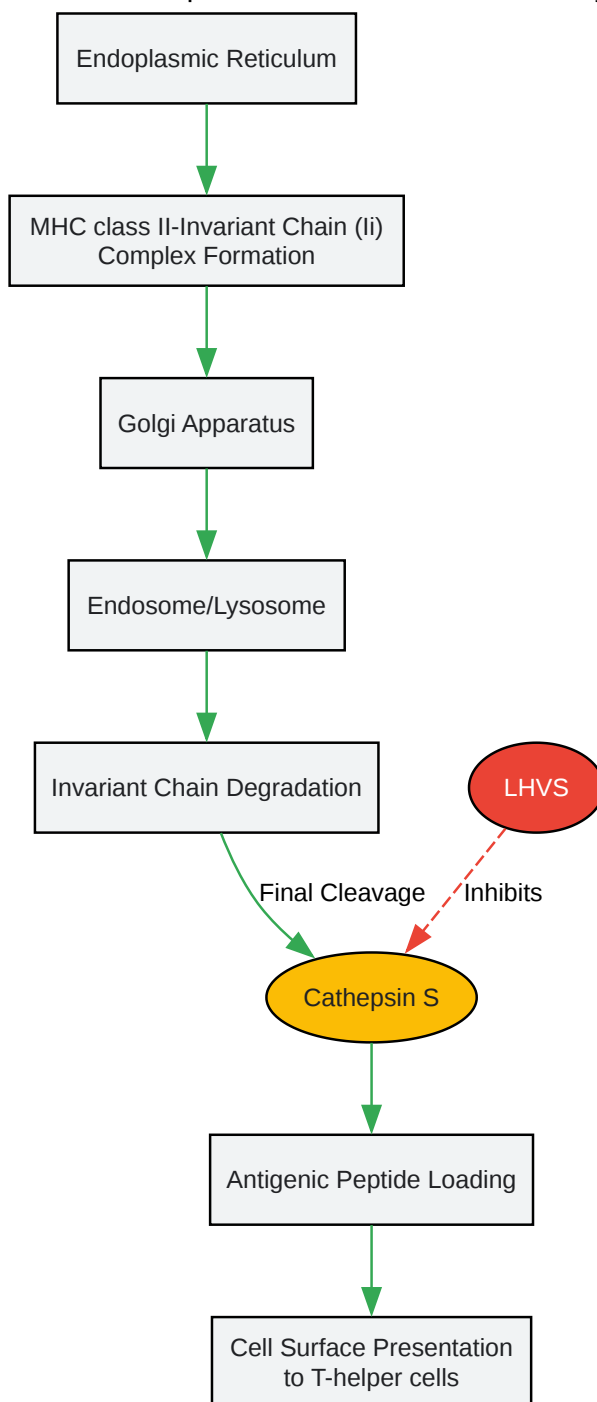 Endoplasmic Reticulum
MHC class II-Invariant Chain (Ii)
Complex Formation
Golgi Apparatus
Endosome/Lysosome
Invariant Chain Degradation
LHVS
Final Cleavage
Inhibits
Cathepsin S
Antigenic Peptide Loading
Cell Surface Presentation
to T-helper cells